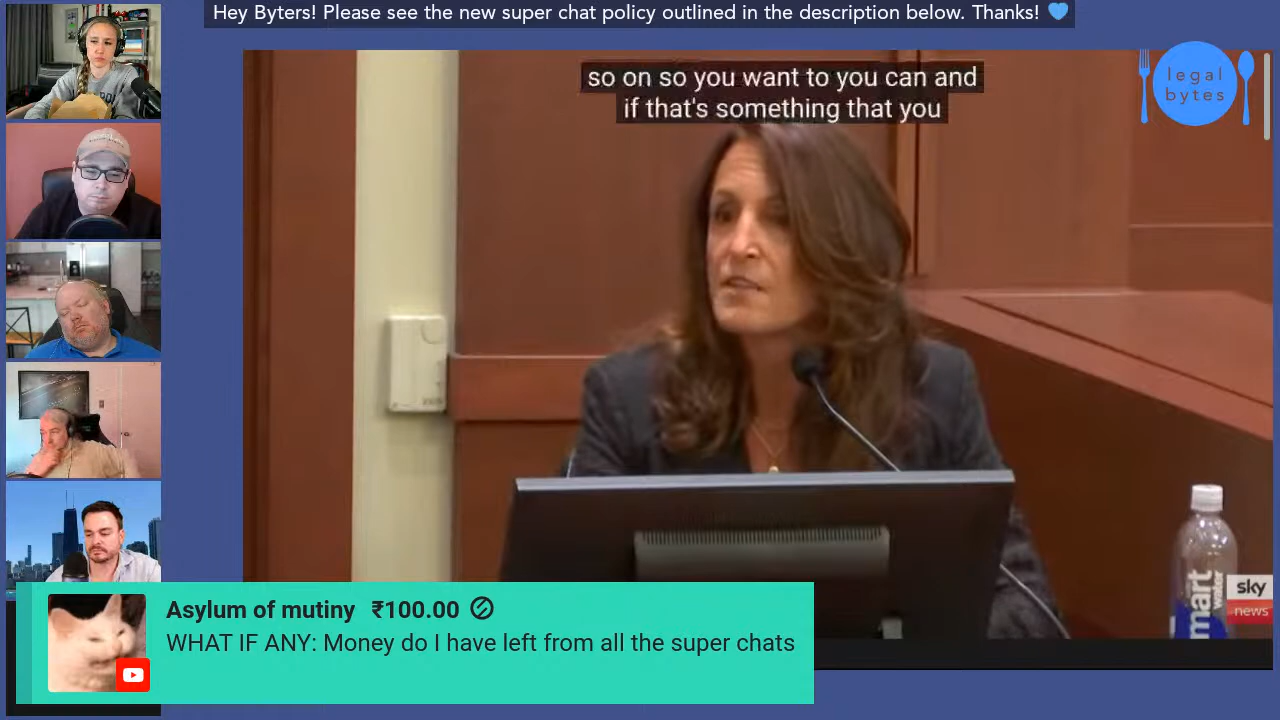 Hey Byters! Please see the new super chat policy outlined in the description below. Thanks! 💙
so on so you want to you can and
if that's something that you
legal
bytes
smart
water
sky
news
Asylum of mutiny ₹100.00
WHAT IF ANY: Money do I have left from all the super chats